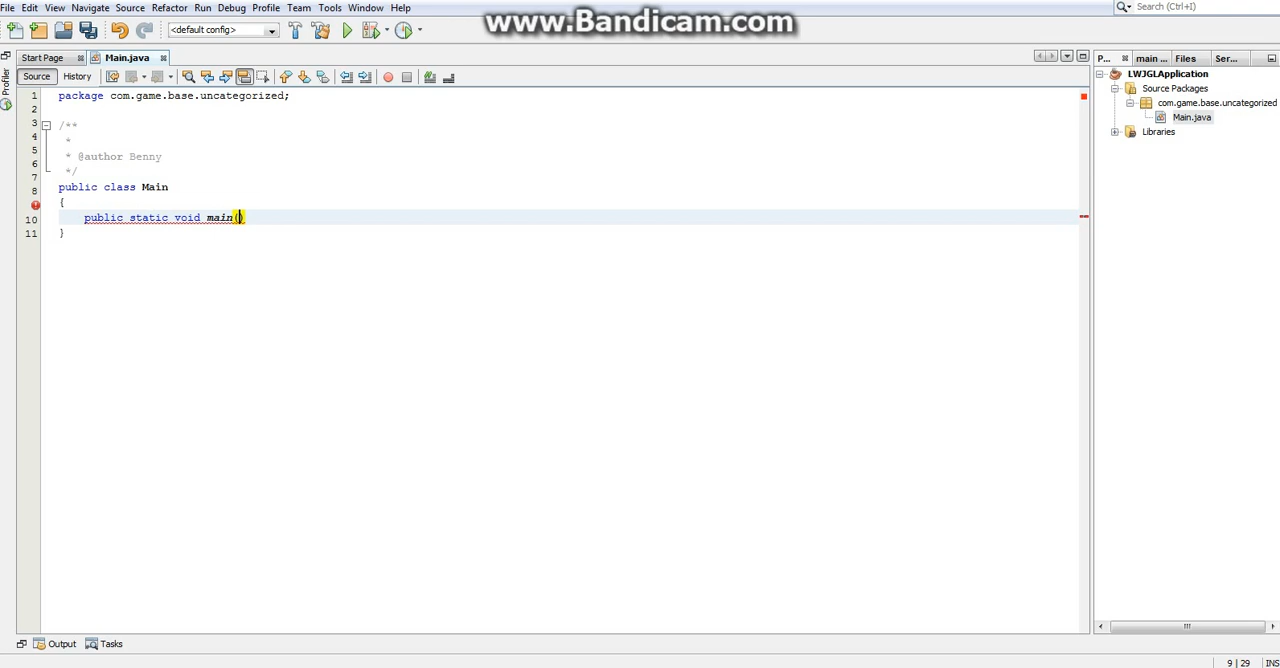 File Edit View Navigate Source Refactor Run Debug Profile Team Tools Window Help
www.Bandicam.com
Search (Ctrl+I)
<default config>
Start Page
Main.java
P...
main ...
Files
Ser...
Source
History
Profiler
LWJGLApplication
Source Packages
com.game.base.uncategorized
Main.java
Libraries
1 package com.game.base.uncategorized;
2
3 /**
4 *
5 * @author Benny
6 */
7 public class Main
8 {
public static void main()
10 }
11
Output
Tasks
9 | 29
INS